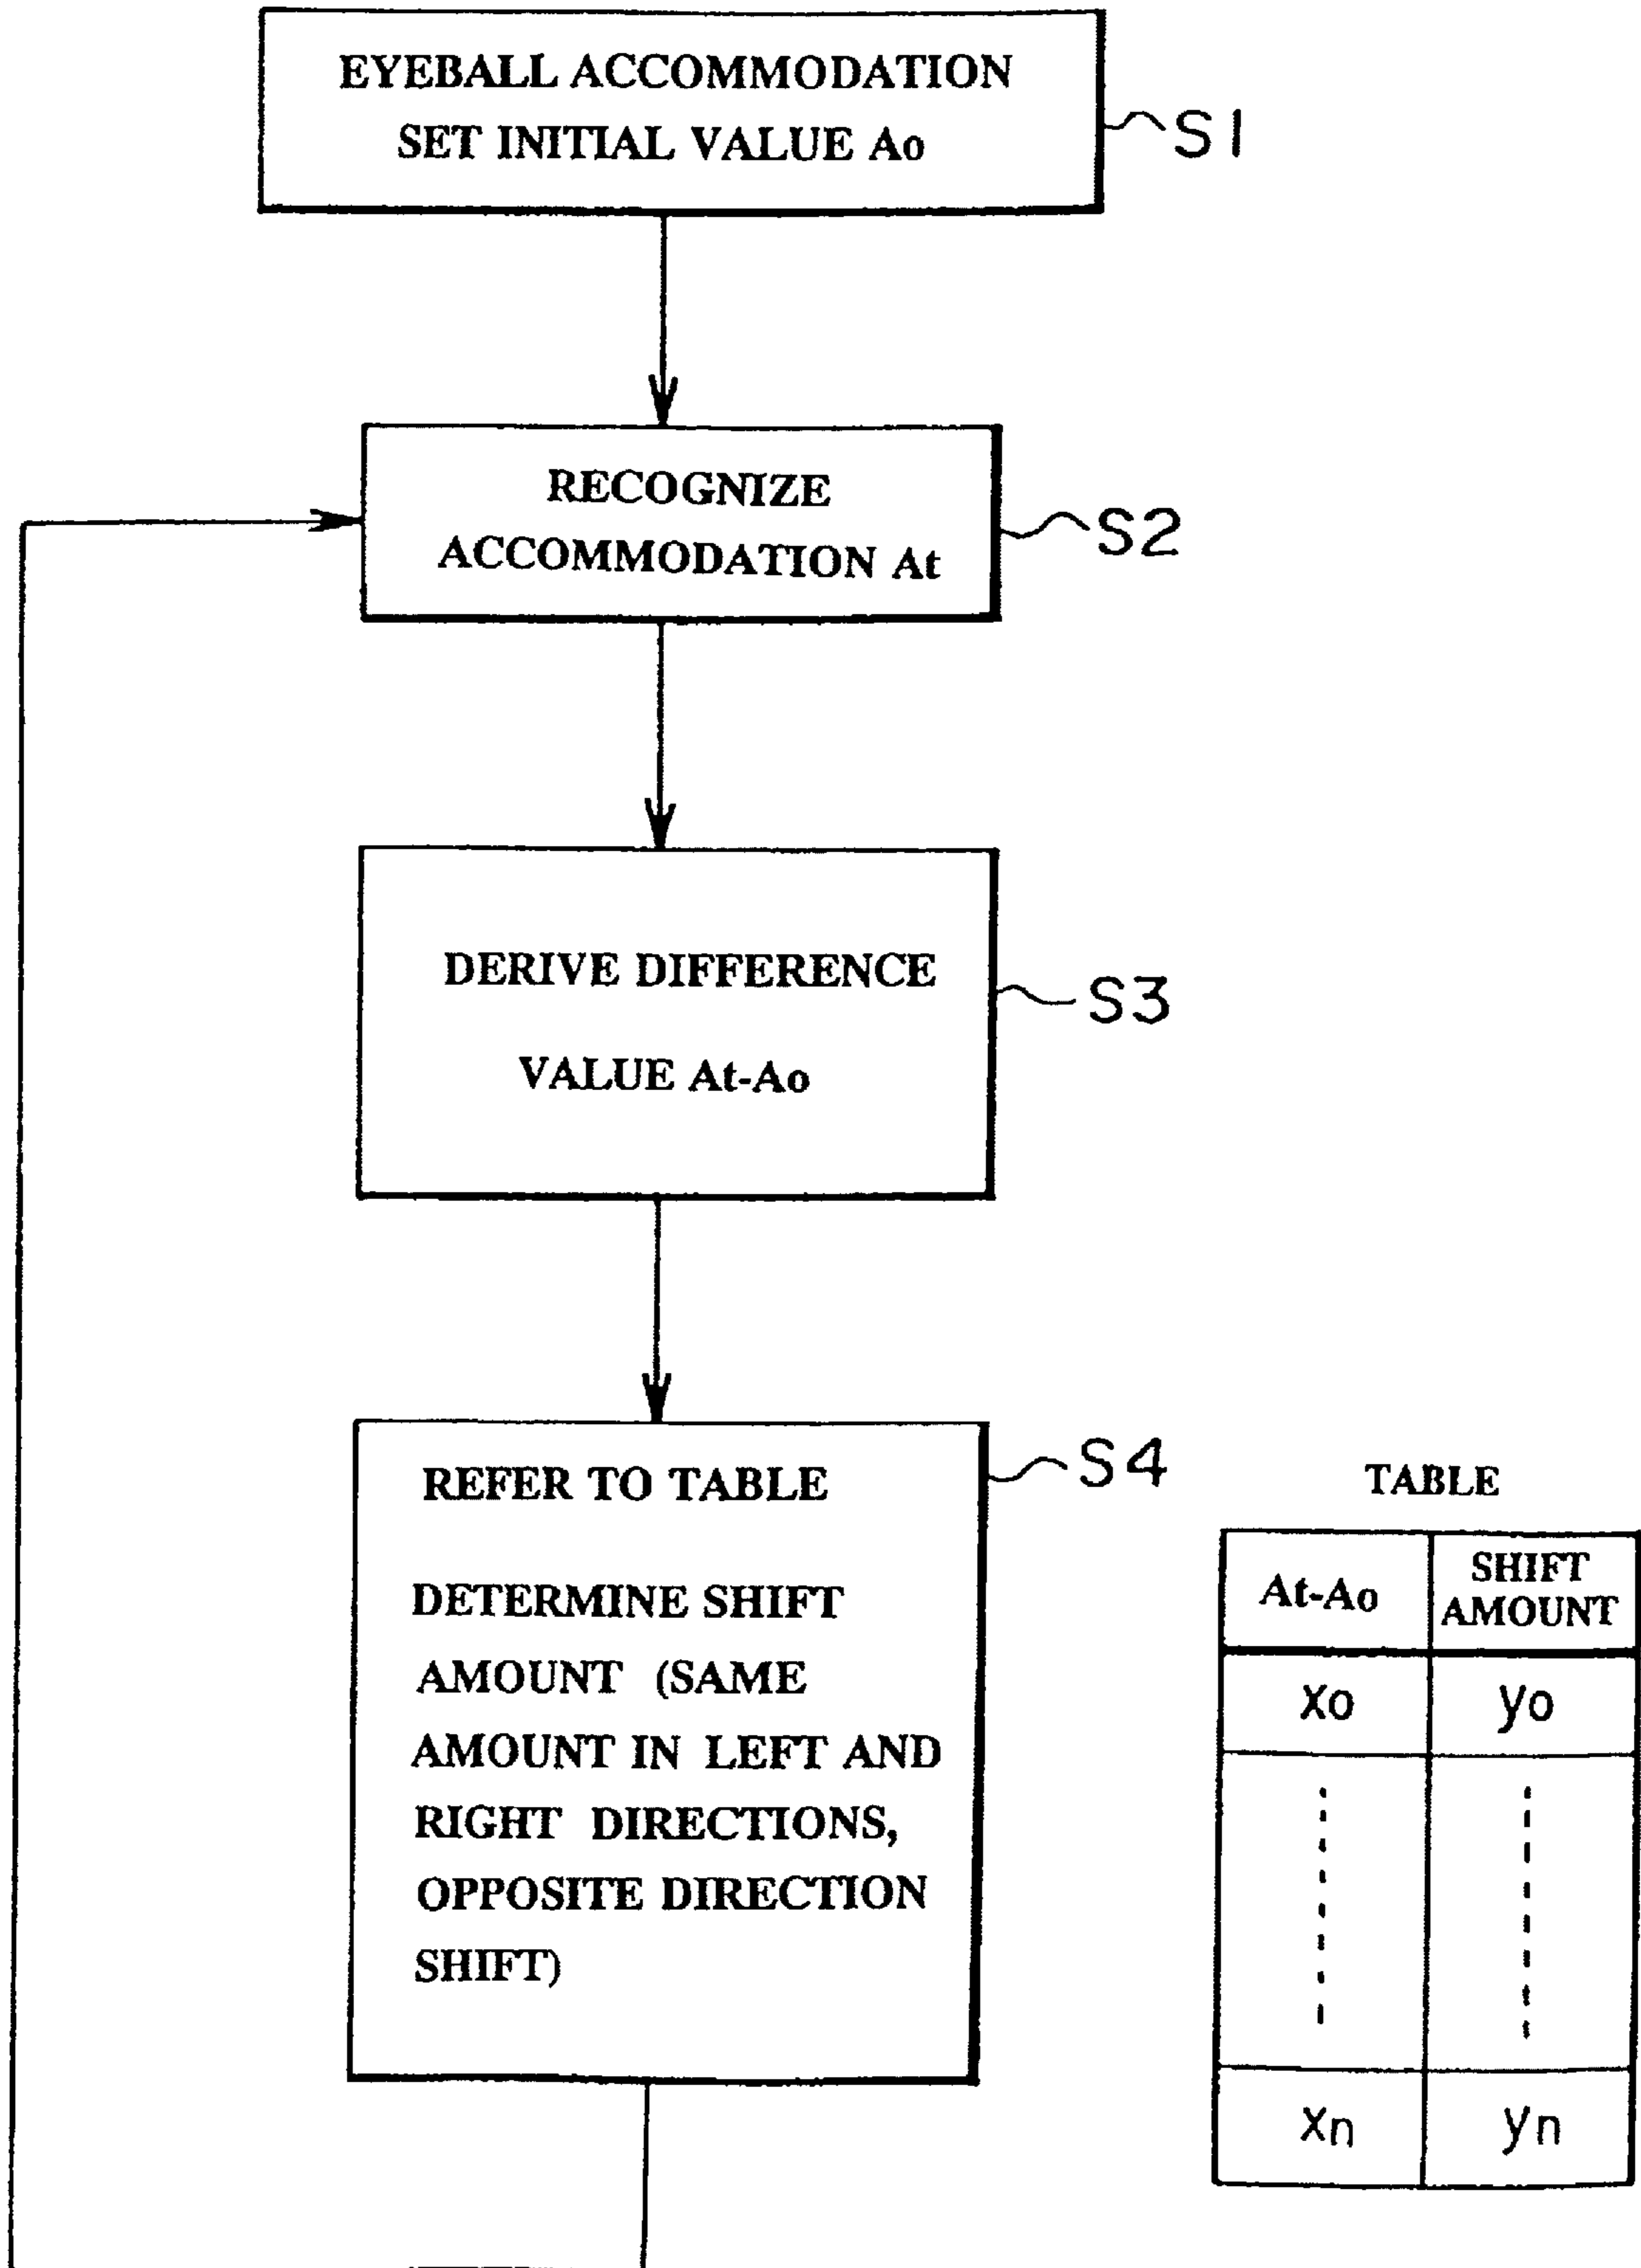 EYEBALL ACCOMMODATION
SET INITIAL VALUE Ao
S1
RECOGNIZE
ACCOMMODATION At
S2
DERIVE DIFFERENCE
VALUE At-Ao
S3
REFER TO TABLE
DETERMINE SHIFT
AMOUNT (SAME
AMOUNT IN LEFT AND
RIGHT DIRECTIONS,
OPPOSITE DIRECTION
SHIFT)
S4
TABLE
At-Ao
SHIFT
AMOUNT
xo
yo
xn
yn